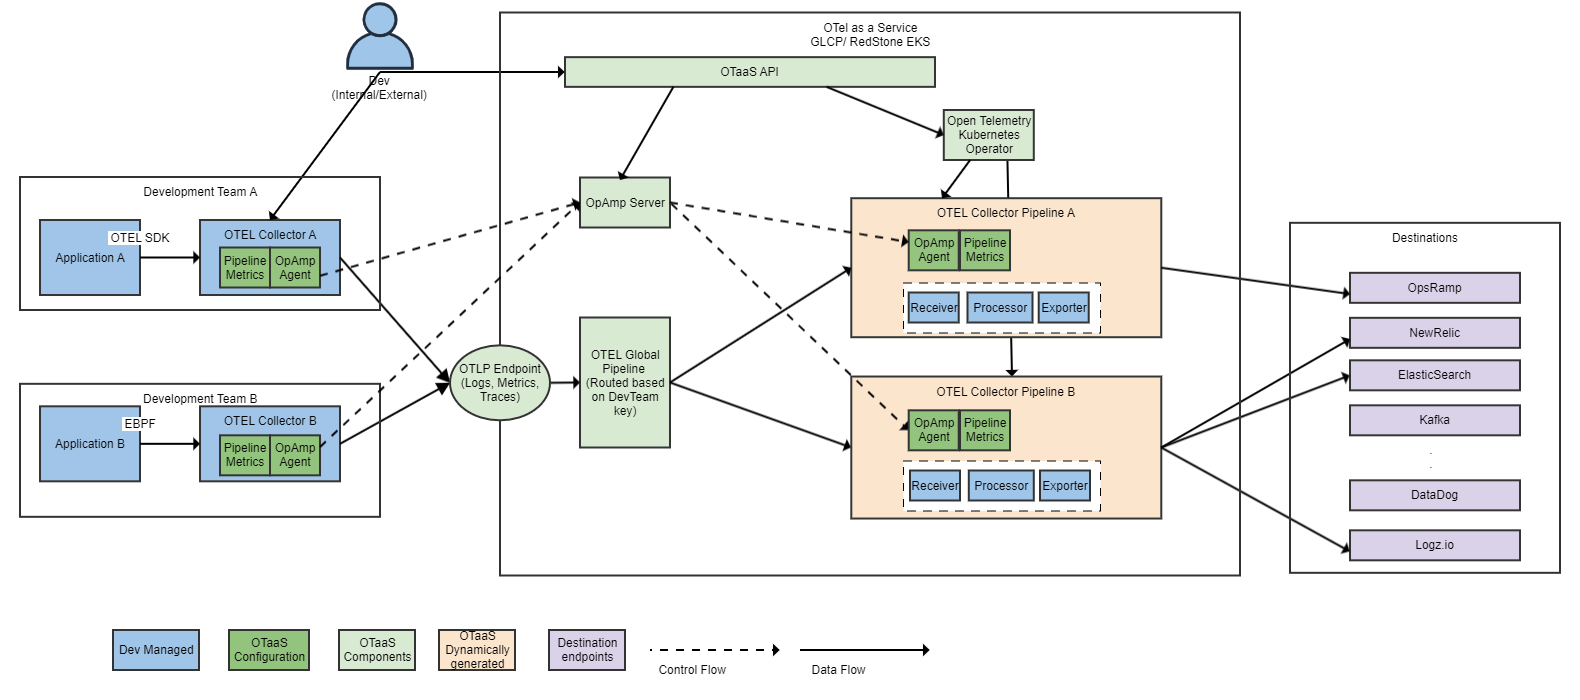 OTel as a Service
GLCP/ RedStone EKS
OTaaS API
Dev
(Internal/External)
Open Telemetry
Kubernetes
Operator
Development Team A
OTEL SDK
Application A
OTEL Collector A
Pipeline
Metrics
OpAmp
Agent
OpAmp Server
OTEL Collector Pipeline A
OpAmp
Agent
Pipeline
Metrics
Receiver
Processor
Exporter
Destinations
OpsRamp
NewRelic
ElasticSearch
Kafka
.
.
DataDog
Logz.io
OTLP Endpoint
(Logs, Metrics,
Traces)
OTEL Global
Pipeline
(Routed based
on DevTeam
key)
Development Team B
EBPF
Application B
OTEL Collector B
Pipeline
Metrics
OpAmp
Agent
OTEL Collector Pipeline B
OpAmp
Agent
Pipeline
Metrics
Receiver
Processor
Exporter
Dev Managed
OTaaS
Configuration
OTaaS
Components
OTaaS
Dynamically
generated
Destination
endpoints
Control Flow
Data Flow